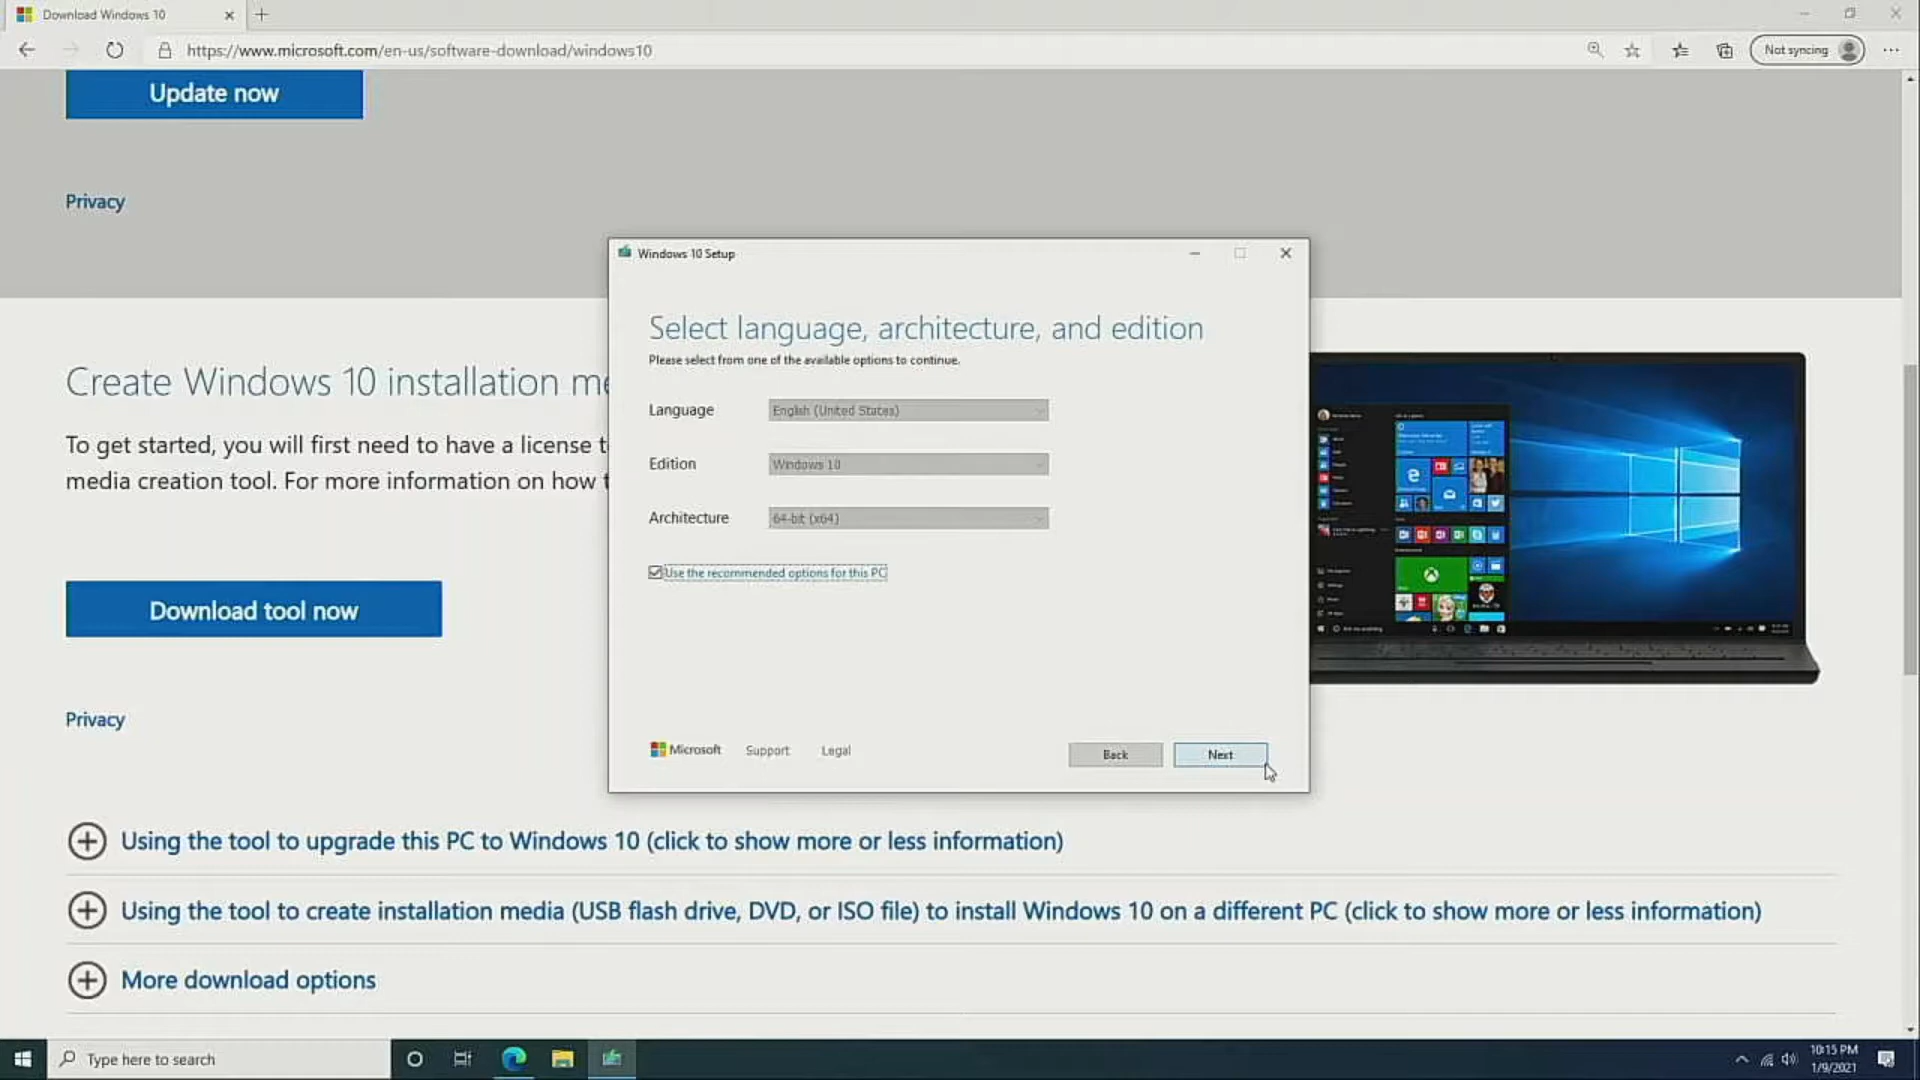 Download Windows 10
https://www.microsoft.com/en-us/software-download/windows10
Not syncing
Update now
Privacy
Windows 10 Setup
Select language, architecture, and edition
Please select from one of the available options to continue.
Language
English (United States)
Edition
Windows 10
Architecture
64-bit (x64)
Use the recommended options for this PC
Microsoft
Support
Legal
Back
Next
Create Windows 10 installation me
To get started, you will first need to have a license t
media creation tool. For more information on how t
Download tool now
Privacy
Using the tool to upgrade this PC to Windows 10 (click to show more or less information)
Using the tool to create installation media (USB flash drive, DVD, or ISO file) to install Windows 10 on a different PC (click to show more or less information)
More download options
Type here to search
10:15 PM
1/9/2021